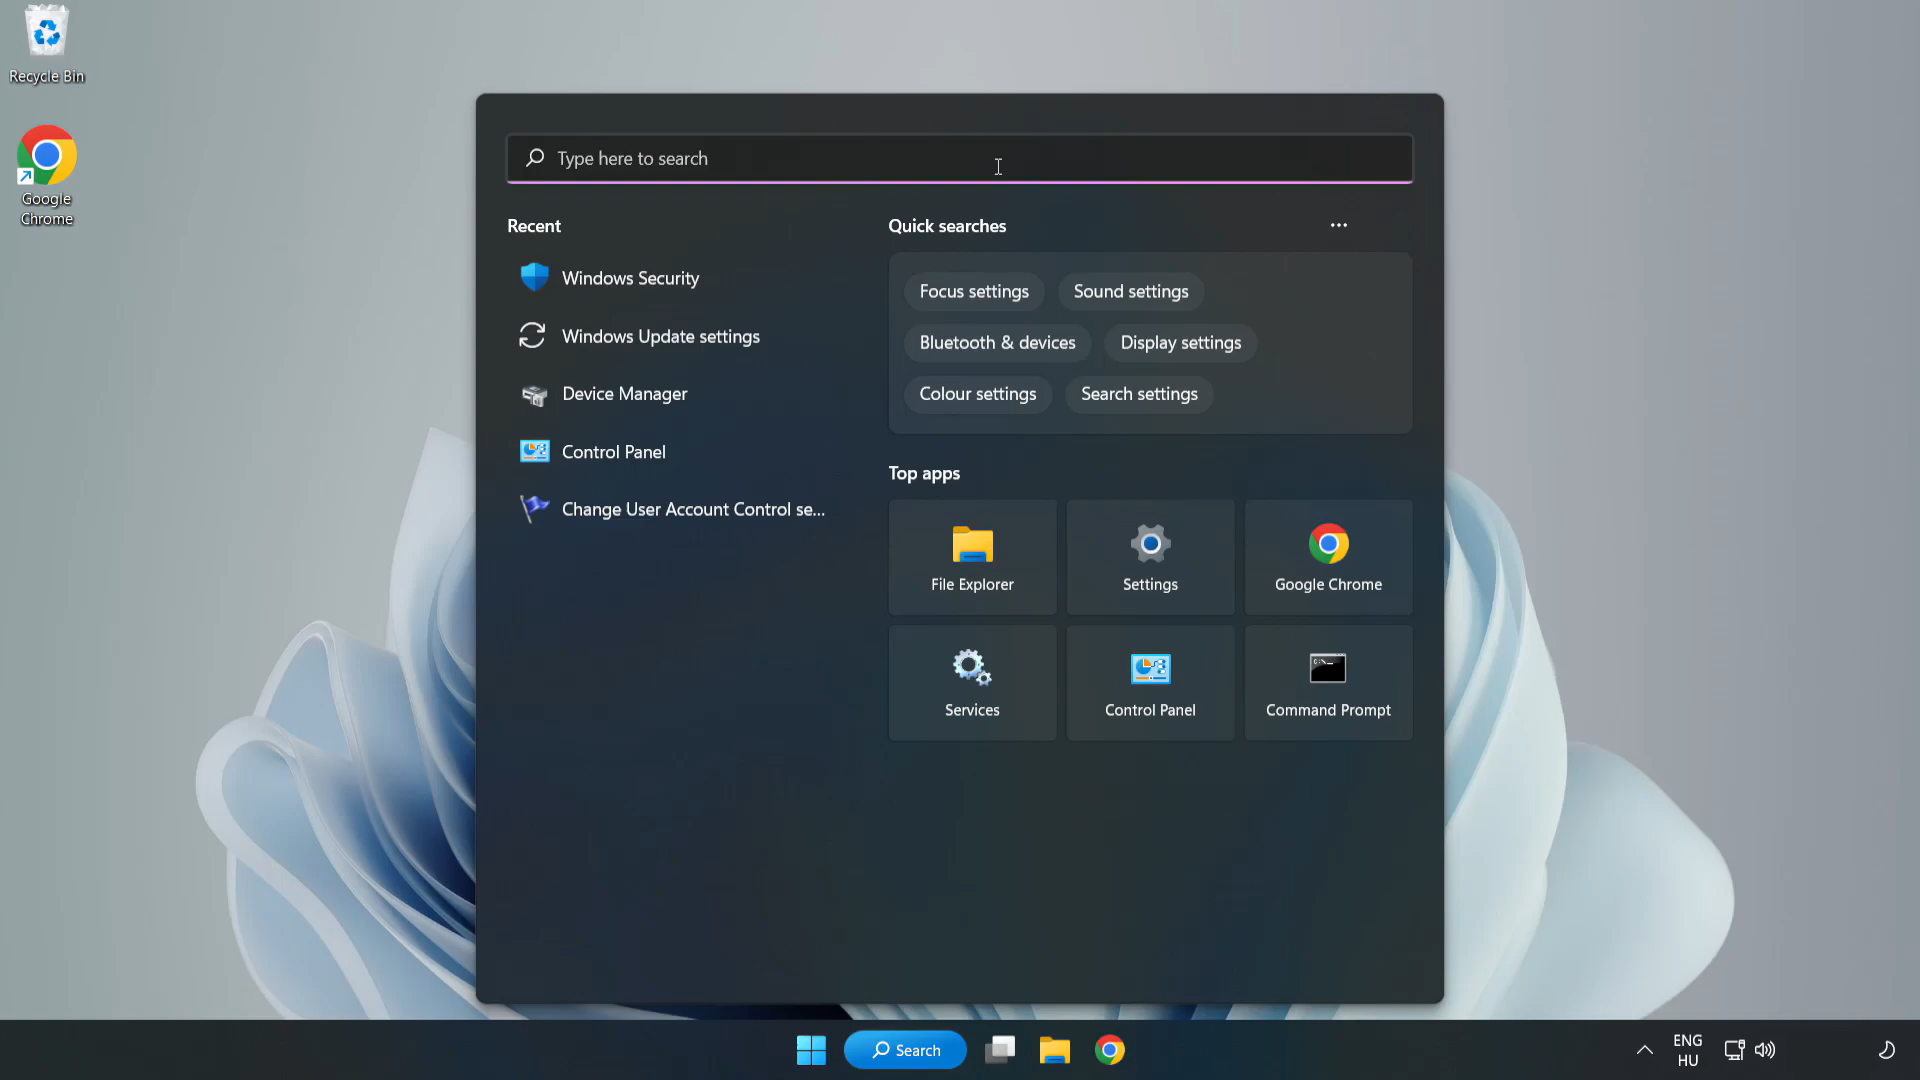 Recycle Bin
Google
Chrome
Type here to search
Recent
Windows Security
Windows Update settings
Device Manager
Control Panel
Change User Account Control se...
Quick searches
Focus settings
Sound settings
Bluetooth & devices
Display settings
Colour settings
Search settings
Top apps
File Explorer
Settings
Google Chrome
Services
Control Panel
Command Prompt
Search
ENG
HU